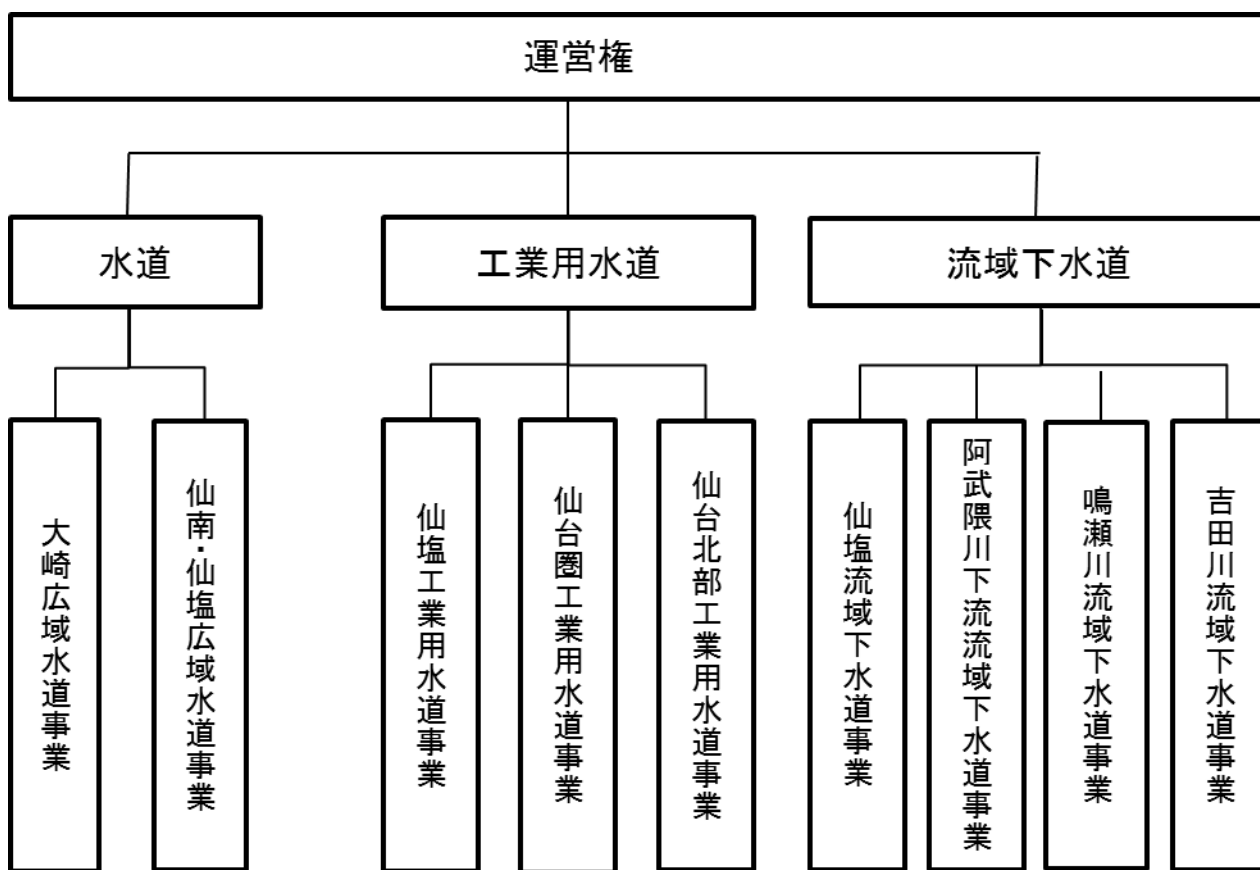 運営権
水道
工業用水道
流域下水道
大崎広域水道事業
仙南・仙塩広域水道事業
仙塩工業用水道事業
仙台圏工業用水道事業
仙台北部工業用水道事業
仙塩流域下水道事業
阿武隈川下流流域下水道事業
鳴瀬川流域下水道事業
吉田川流域下水道事業